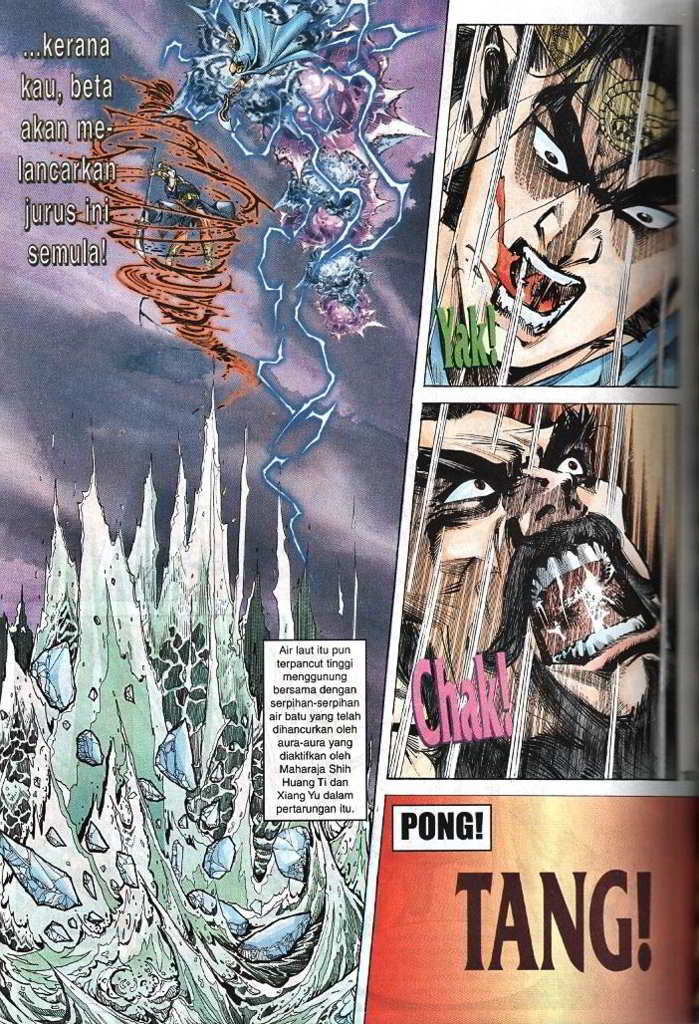 ...kerana
kau, beta
akan me-
lancarkan
jurus ini
semula!
Air laut itu pun
terpancut tinggi
menggunung
bersama dengan
serpihan-serpihan
air batu yang telah
dihancurkan oleh
aura-aura yang
diaktifkan oleh
Maharaja Shih
Huang Ti dan
Xiang Yu dalam
pertarungan itu.
Yak!
Chak!
PONG!
TANG!